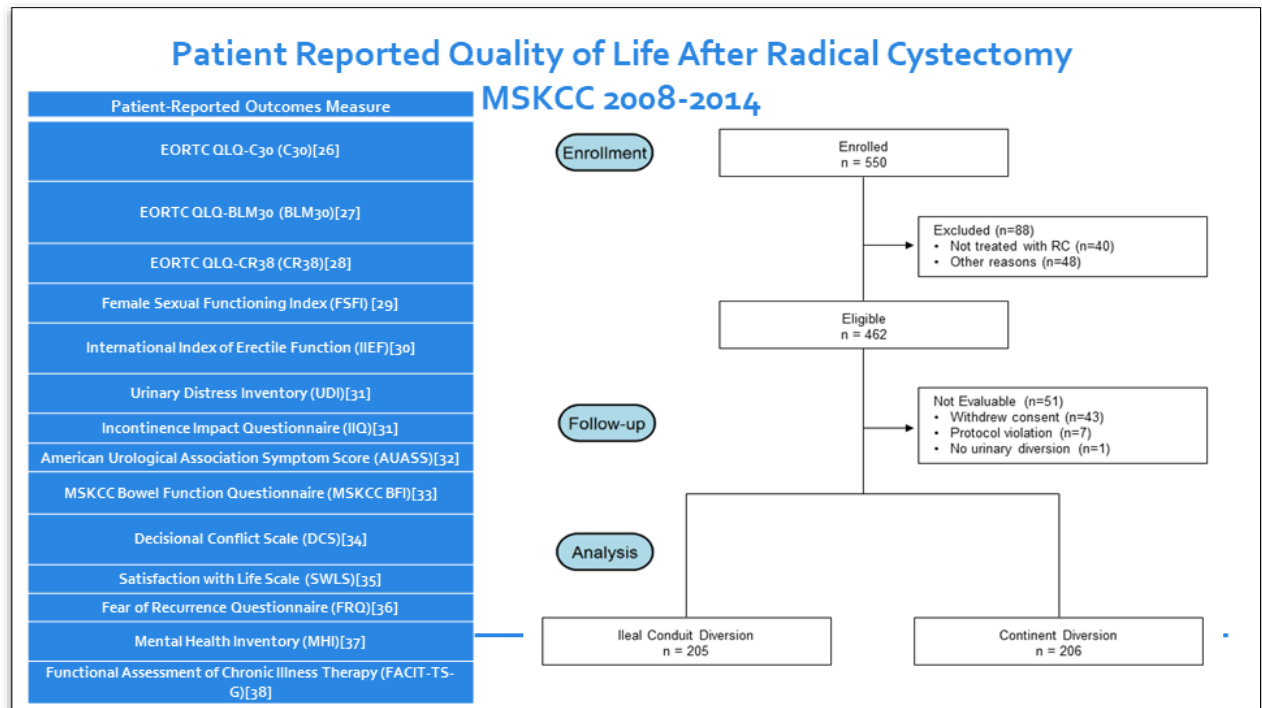 Patient Reported Quality of Life After Radical Cystectomy
MSKCC 2008-2014
Patient-Reported Outcomes Measure
EORTC QLQ-C30 (C30)[26]
EORTC QLQ-BLM30 (BLM30)[27]
EORTC QLQ-CR38 (CR38)[28]
Female Sexual Functioning Index (FSFI) [29]
International Index of Erectile Function (IIEF)[30]
Urinary Distress Inventory (UDI)[31]
Incontinence Impact Questionnaire (IIQ)[31]
American Urological Association Symptom Score (AUASS)[32]
MSKCC Bowel Function Questionnaire (MSKCC BFI)[33]
Decisional Conflict Scale (DCS)[34]
Satisfaction with Life Scale (SWLS)[35]
Fear of Recurrence Questionnaire (FRQ)[36]
Mental Health Inventory (MHI)[37]
Functional Assessment of Chronic Illness Therapy (FACIT-TS-
G)[38]
Enrollment
Enrolled
n = 550
Excluded (n=88)
• Not treated with RC (n=40)
• Other reasons (n=48)
Eligible
n = 462
Follow-up
Not Evaluable (n=51)
• Withdrew consent (n=43)
• Protocol violation (n=7)
• No urinary diversion (n=1)
Analysis
Ileal Conduit Diversion
n = 205
Continent Diversion
n = 206